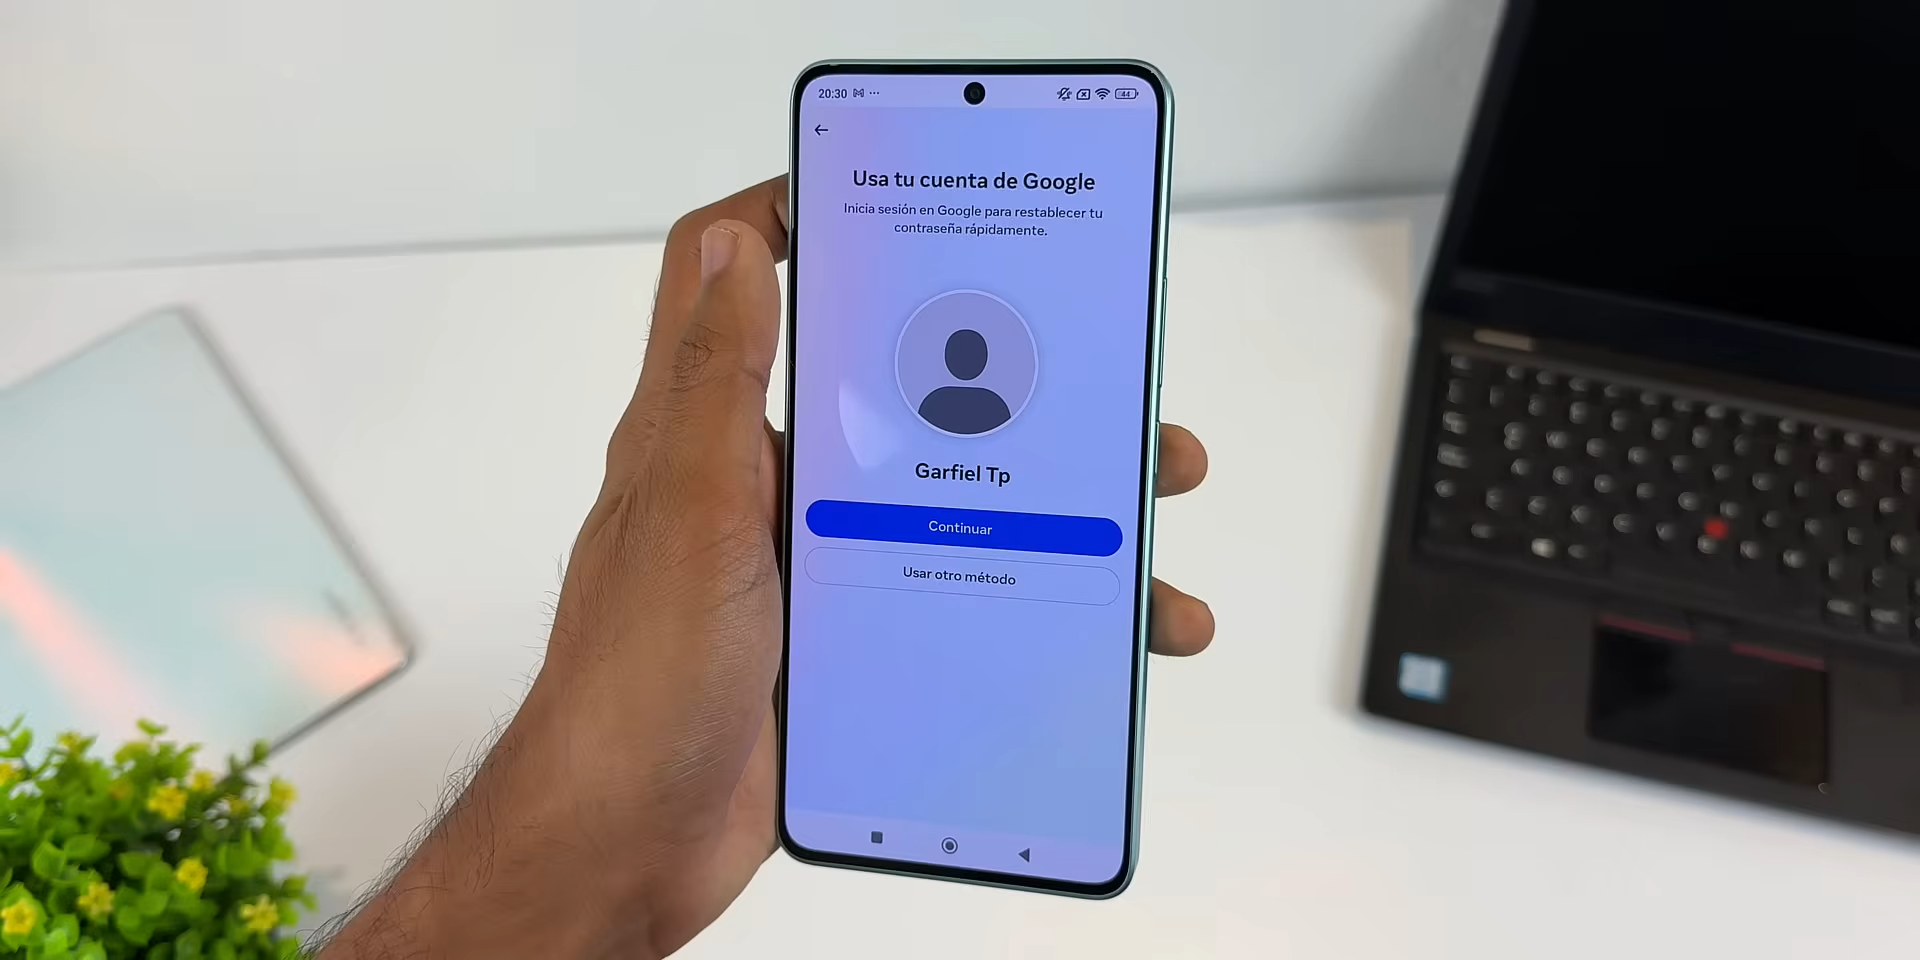 20:30
44
Usa tu cuenta de Google
Inicia sesión en Google para restablecer tu
contraseña rápidamente.
Garfiel Tp
Continuar
Usar otro método